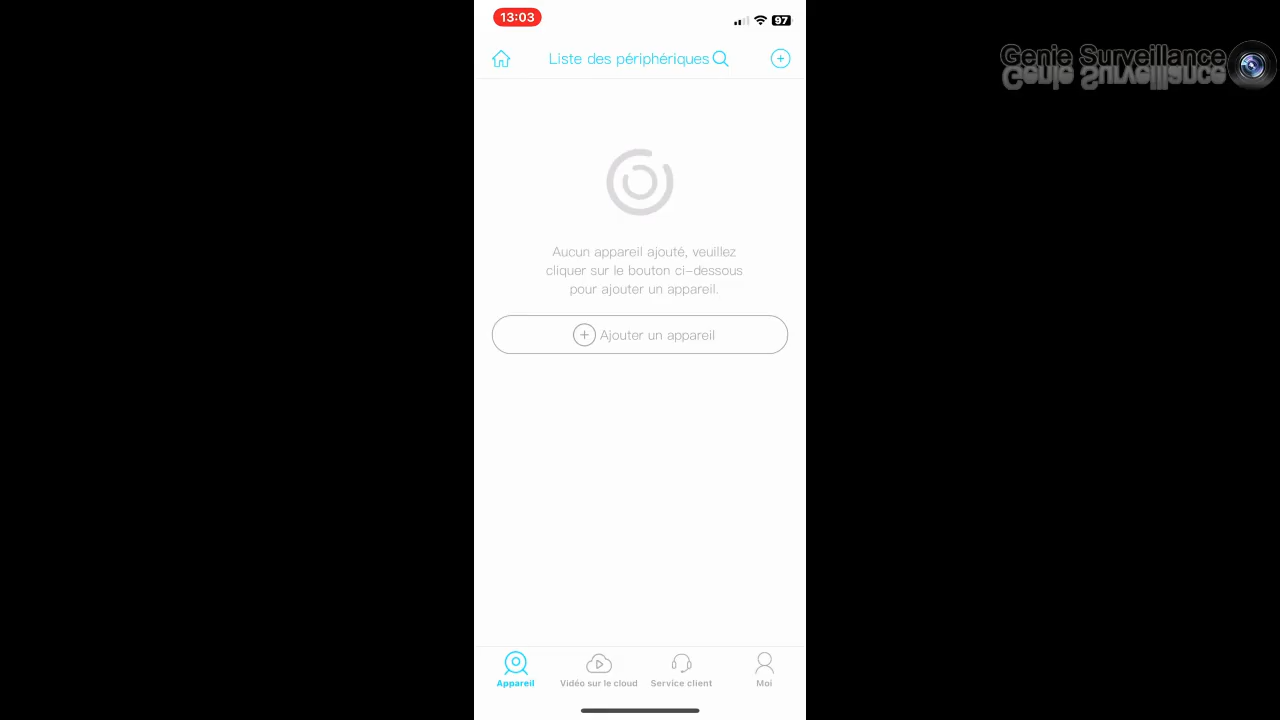 13:03
97
Liste des périphériques
Genie Surveillance
Aucun appareil ajouté, veuillez
cliquer sur le bouton ci-dessous
pour ajouter un appareil.
Ajouter un appareil
Appareil
Vidéo sur le cloud
Service client
Moi